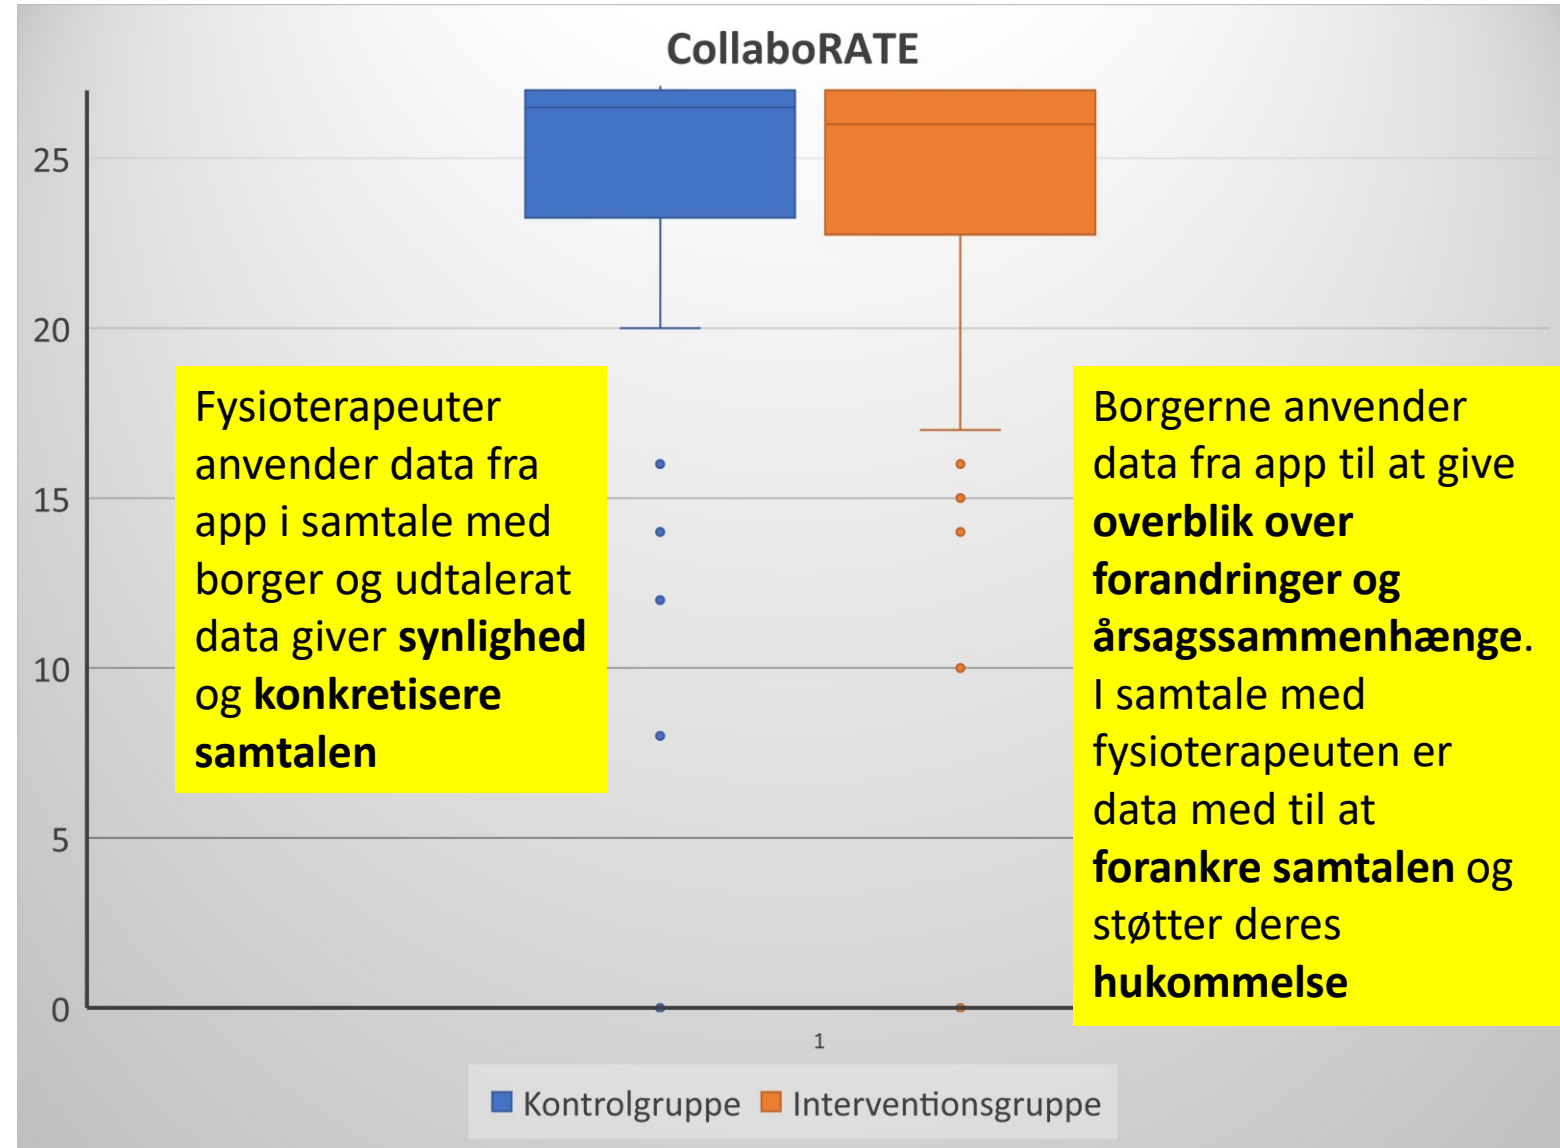 CollaboRATE
25
20
15
10
5
0
Fysioterapeuter
anvender data fra
app i samtale med
borger og udtalerat
data giver synlighed
og konkretisere
samtalen
Borgerne anvender
data fra app til at give
overblik over
forandringer og
årsagssammenhænge.
I samtale med
fysioterapeuten er
data med til at
forankre samtalen og
støtter deres
hukommelse
1
Kontrolgruppe Interventionsgruppe